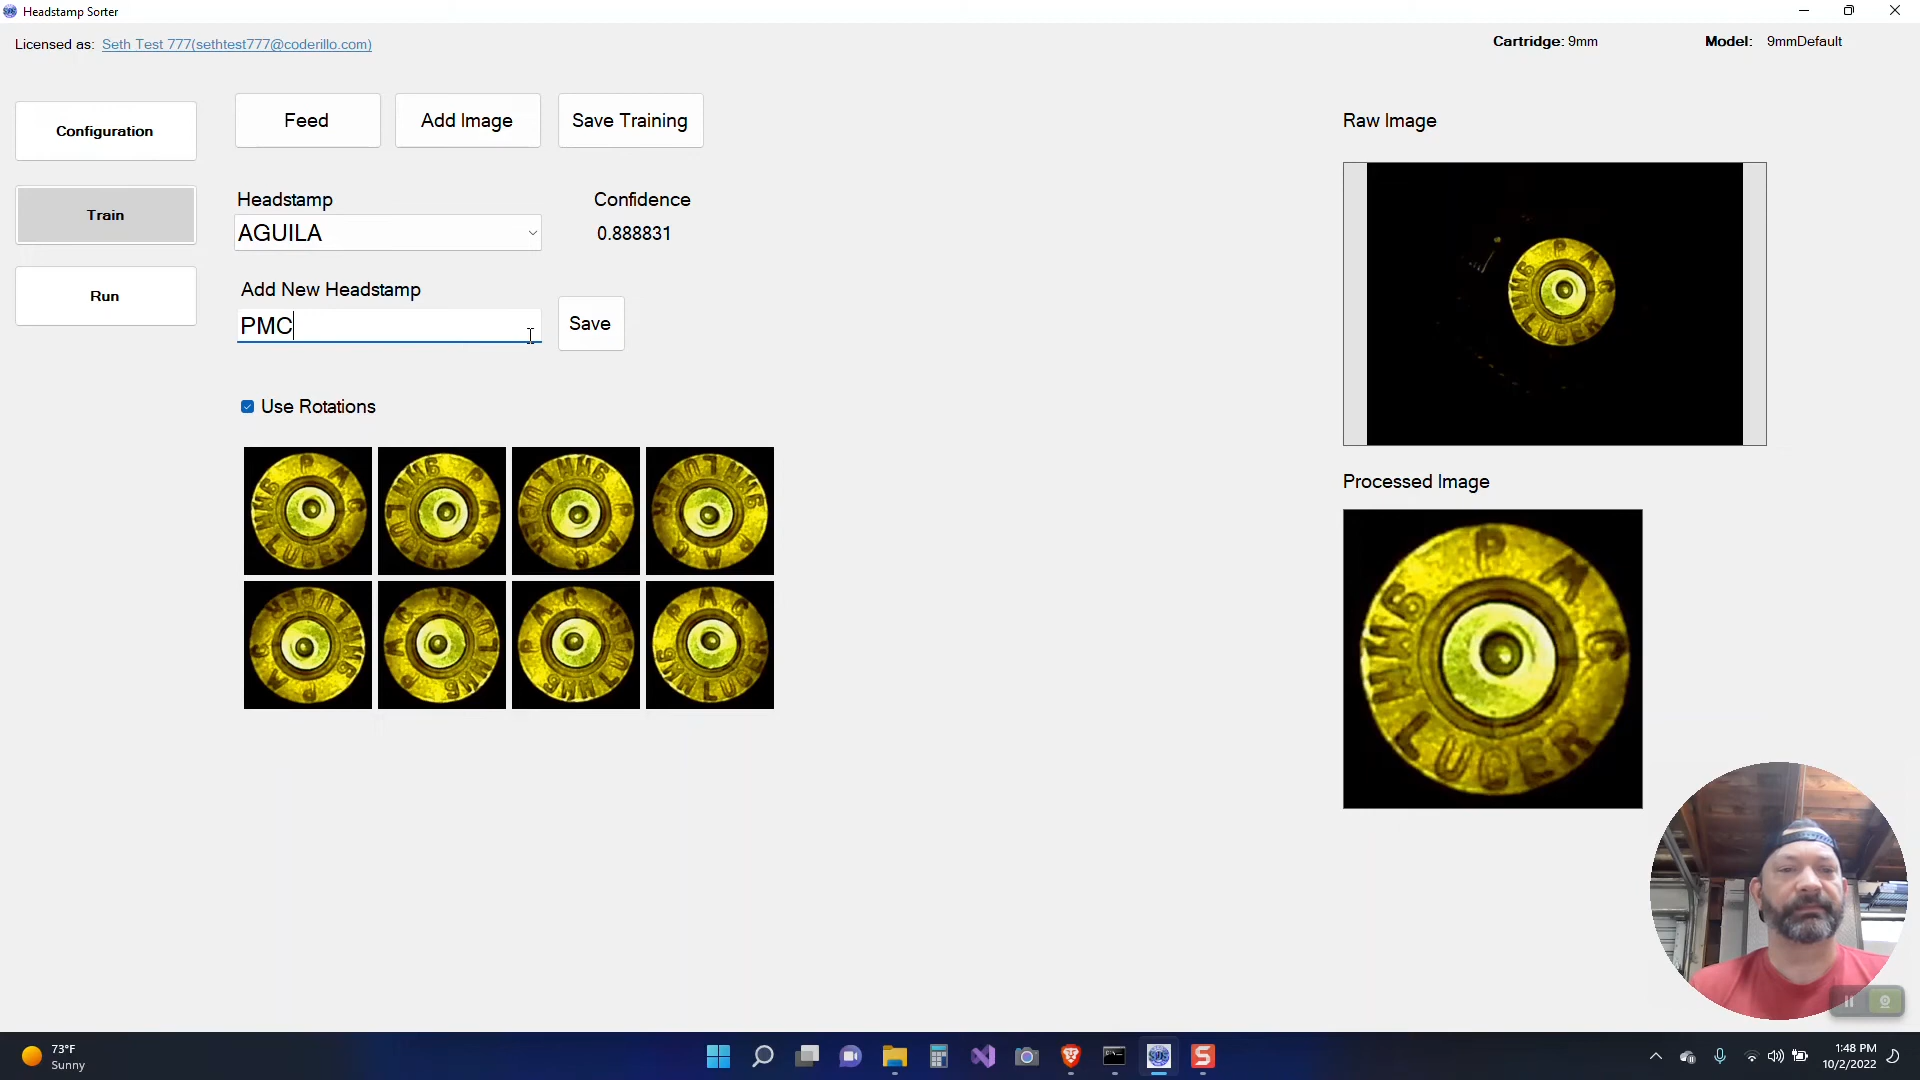 Headstamp Sorter
Licensed as: Seth Test 777(sethtest777@coderillo.com)
Cartridge: 9mm
Model: 9mmDefault
Configuration
Train
Run
Feed
Add Image
Save Training
Headstamp
AGUILA
Confidence
0.888831
Add New Headstamp
PMC
Save
Use Rotations
Raw Image
P M C
9MM LUGER
Processed Image
P M C
9MM LUGER
73°F
Sunny
1:48 PM
10/2/2022